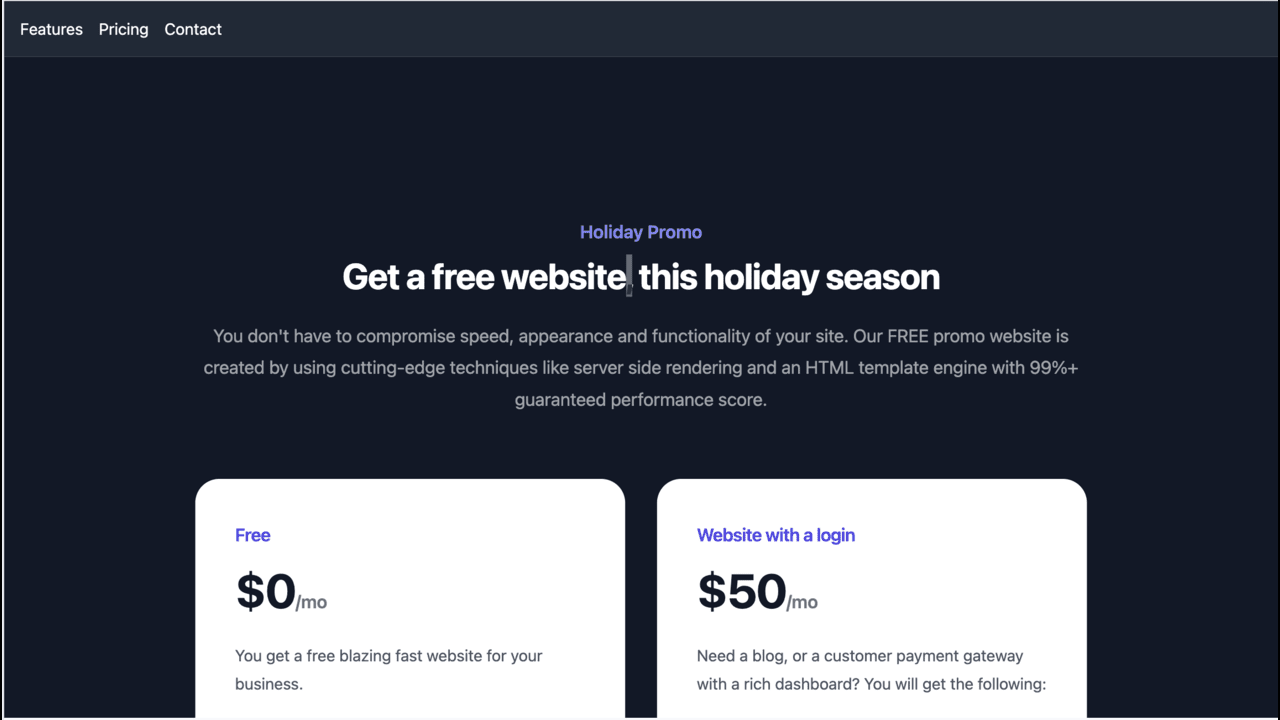 Features Pricing Contact
Holiday Promo
Get a free website, this holiday season
You don't have to compromise speed, appearance and functionality of your site. Our FREE promo website is
created by using cutting-edge techniques like server side rendering and an HTML template engine with 99%+
guaranteed performance score.
Free
$0/mo
You get a free blazing fast website for your
business.
Website with a login
$50/mo
Need a blog, or a customer payment gateway
with a rich dashboard? You will get the following: